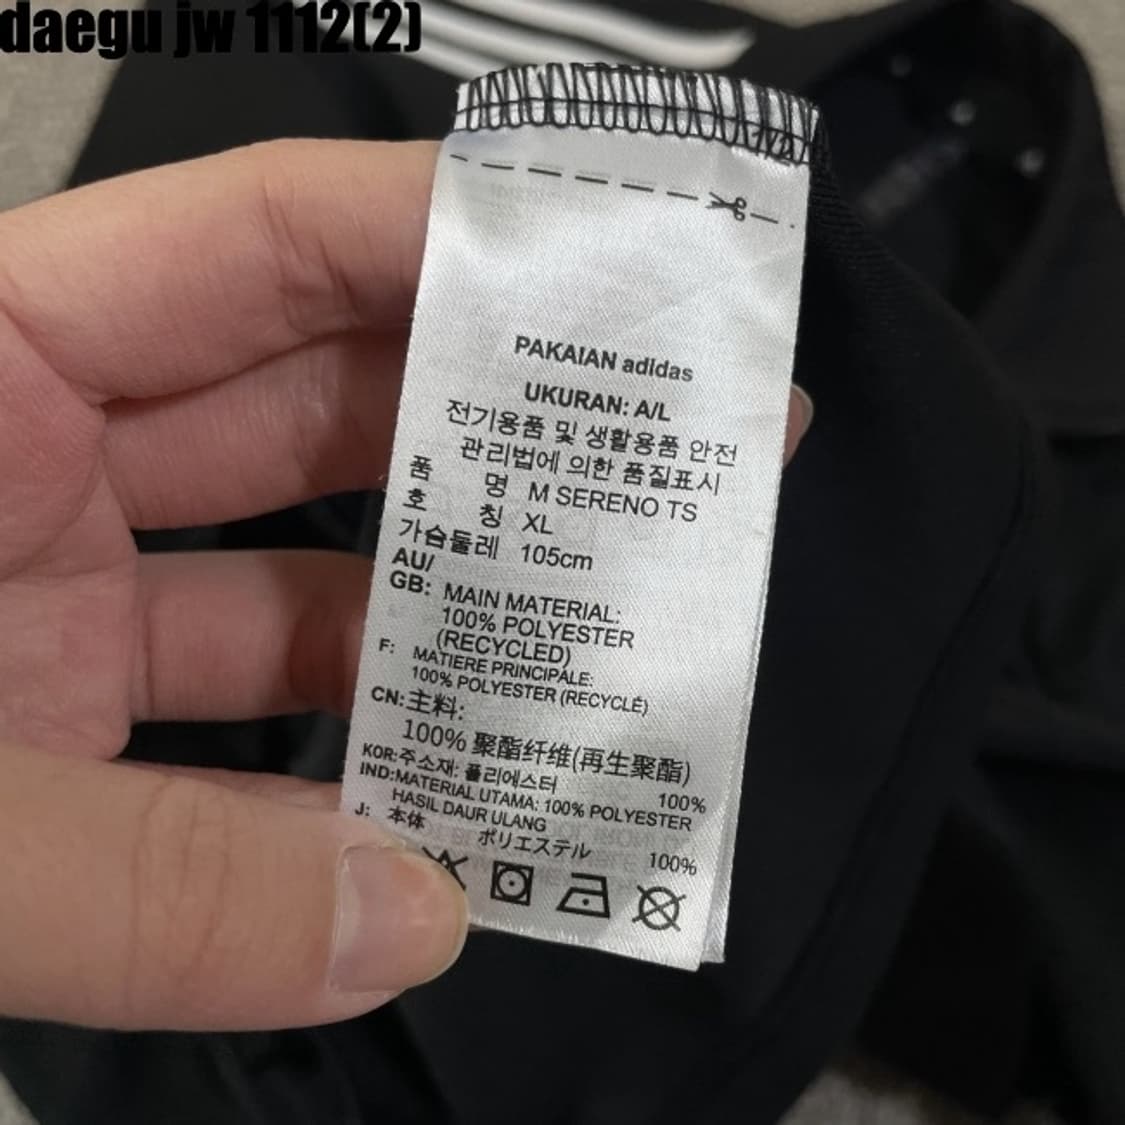 daegu jw 1112(2)
1/2
PAKAIAN adidas
UKURAN: A/L
전기용품 및 생활용품 안전
관리법에 의한 품질표시
품 명 M SERENO TS
호 칭 XL
가슴둘레 105cm
AU/
GB: MAIN MATERIAL:
100% POLYESTER
(RECYCLED)
F: MATIERE PRINCIPALE:
100% POLYESTER (RECYCLÉ)
CN:主料:
100% 聚酯纤维(再生聚酯)
KOR:주소재: 폴리에스터 100%
IND:MATERIAL UTAMA: 100% POLYESTER
HASIL DAUR ULANG
J: 本体 ポリエステル 100%